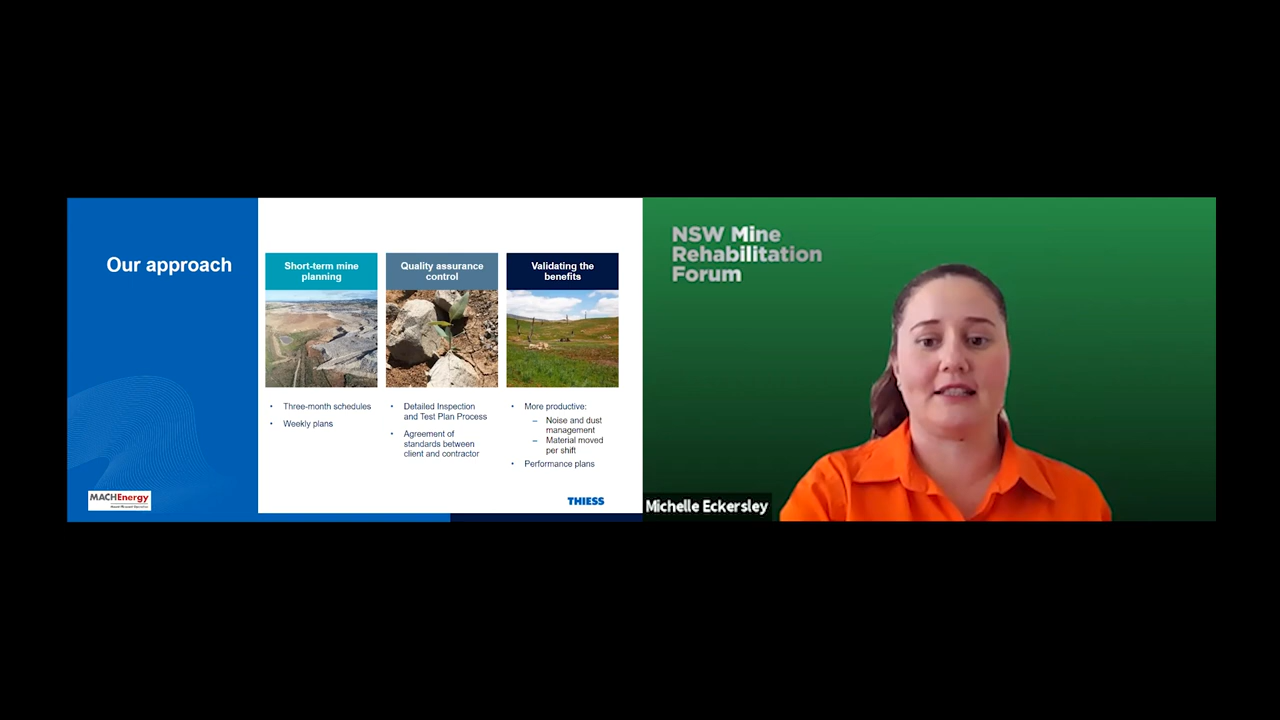 Our approach
Short-term mine
planning
Quality assurance
control
Validating the
benefits
• Three-month schedules
• Weekly plans
• Detailed Inspection
and Test Plan Process
• Agreement of
standards between
client and contractor
• More productive:
– Noise and dust
management
– Material moved
per shift
• Performance plans
MACHEnergy
THIESS
NSW Mine
Rehabilitation
Forum
Michelle Eckersley